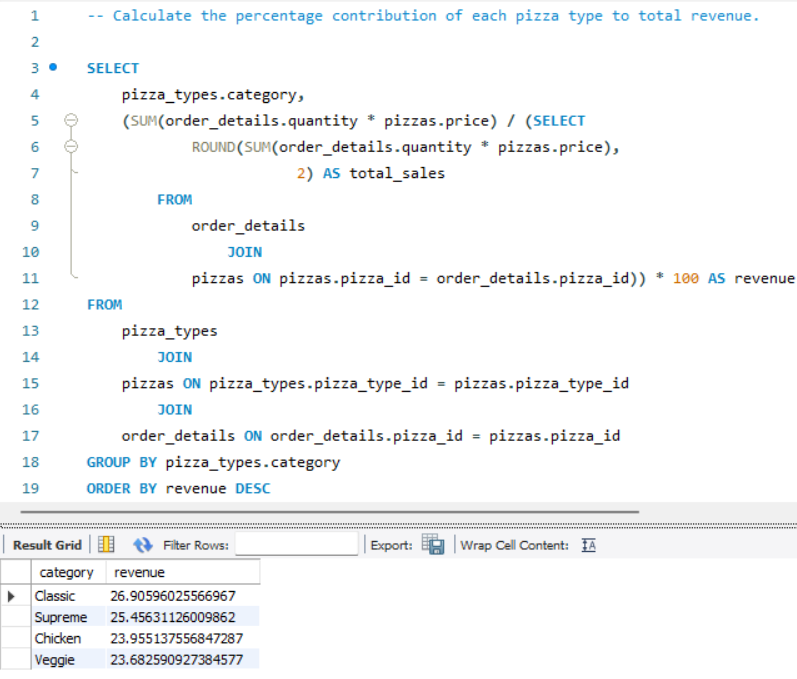 1 -- Calculate the percentage contribution of each pizza type to total revenue.
2
3 SELECT
4 pizza_types.category,
5 (SUM(order_details.quantity * pizzas.price) / (SELECT
6 ROUND(SUM(order_details.quantity * pizzas.price),
7 2) AS total_sales
8 FROM
9 order_details
10 JOIN
11 pizzas ON pizzas.pizza_id = order_details.pizza_id)) * 100 AS revenue
12 FROM
13 pizza_types
14 JOIN
15 pizzas ON pizza_types.pizza_type_id = pizzas.pizza_type_id
16 JOIN
17 order_details ON order_details.pizza_id = pizzas.pizza_id
18 GROUP BY pizza_types.category
19 ORDER BY revenue DESC
Result Grid Filter Rows: Export: Wrap Cell Content: IA
category revenue
Classic 26.90596025566967
Supreme 25.45631126009862
Chicken 23.955137556847287
Veggie 23.682590927384577